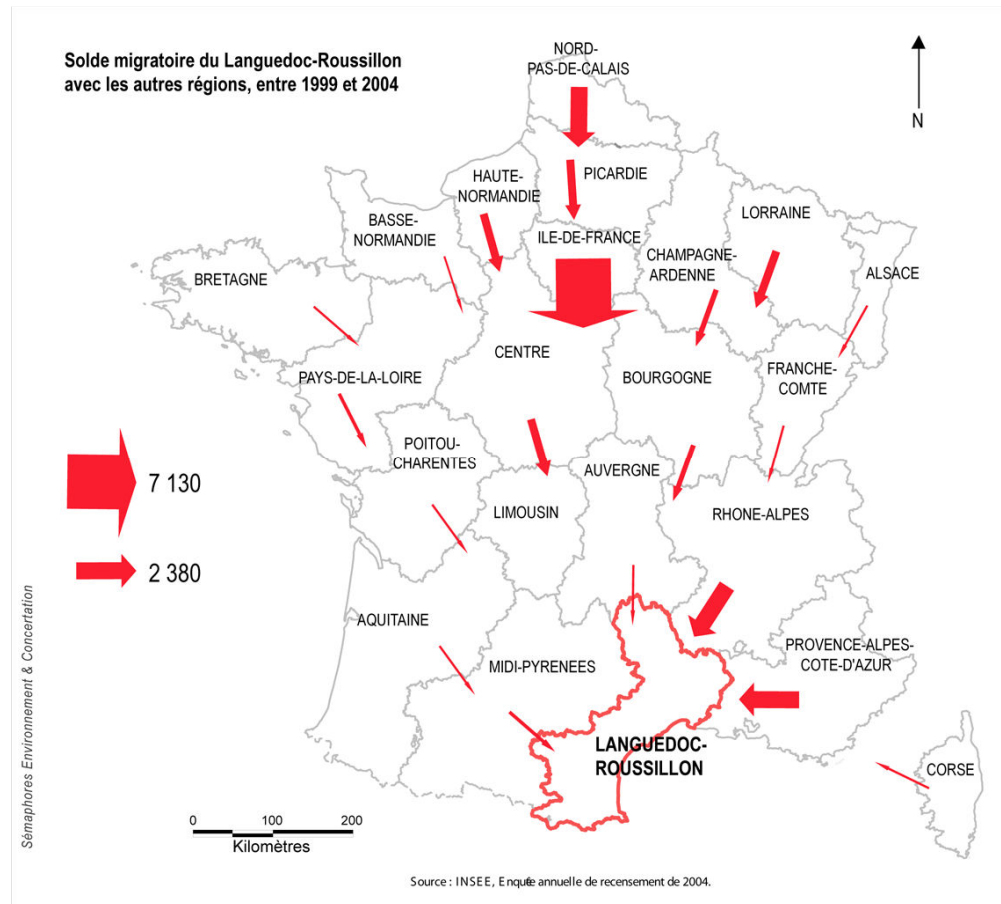 Solde migratoire du Languedoc-Roussillon
avec les autres régions, entre 1999 et 2004
NORD-
PAS-DE-CALAIS
N
HAUTE-
NORMANDIE
PICARDIE
BASSE-
NORMANDIE
ILE-DE-FRANCE
LORRAINE
CHAMPAGNE-
ARDENNE
ALSACE
BRETAGNE
CENTRE
PAYS-DE-LA-LOIRE
BOURGOGNE
FRANCHE-
COMTE
POITOU-
CHARENTES
AUVERGNE
7 130
LIMOUSIN
RHONE-ALPES
2 380
AQUITAINE
MIDI-PYRENEES
PROVENCE-ALPES-
COTE-D'AZUR
LANGUEDOC-
ROUSSILLON
CORSE
0 100 200
Kilomètres
Sémaphores Environnement & Concertation
Source : INSEE, Enquête annuelle de recensement de 2004.